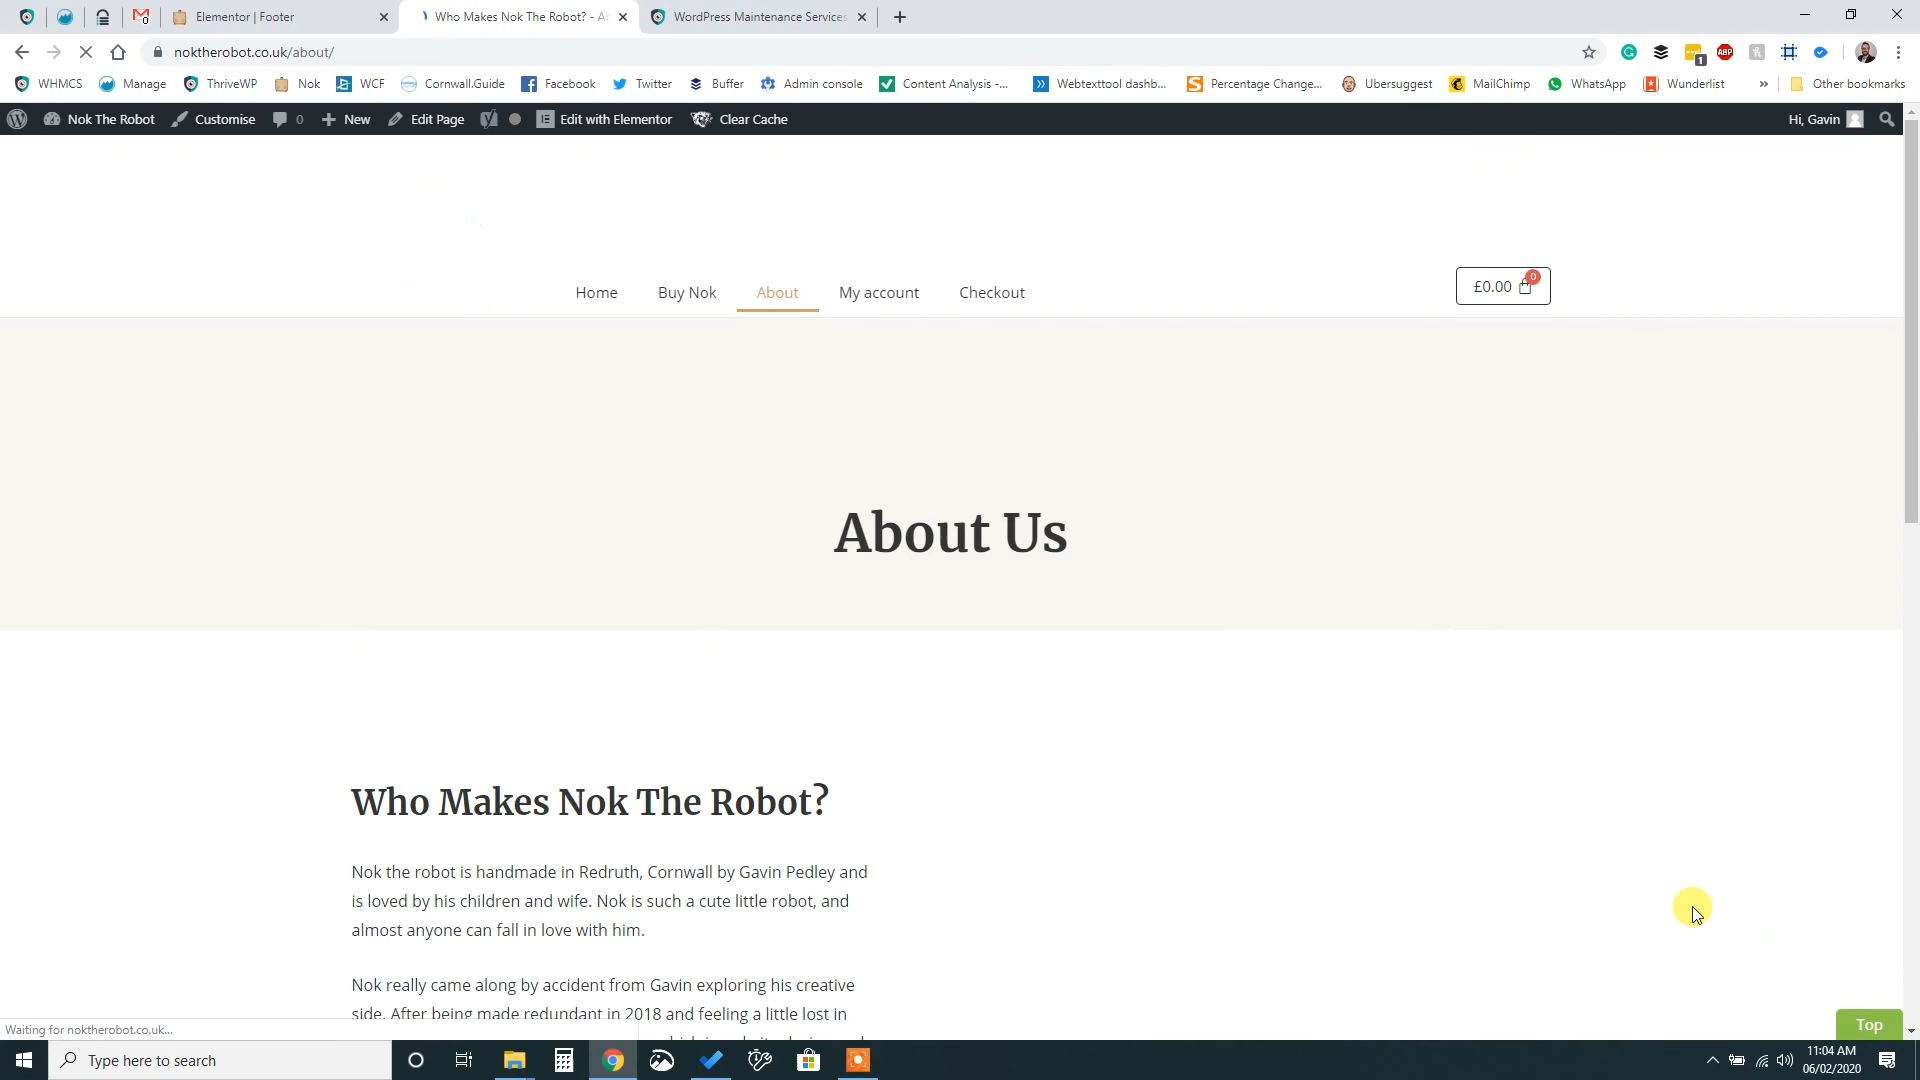 Elementor | Footer
Who Makes Nok The Robot? - Al
WordPress Maintenance Services
noktherobot.co.uk/about/
1
ABP
WHMCS Manage ThriveWP Nok WCF Cornwall.Guide Facebook Twitter Buffer Admin console Content Analysis -... Webtexttool dashb... Percentage Change... Ubersuggest MailChimp WhatsApp Wunderlist » Other bookmarks
Nok The Robot Customise 0 New Edit Page Edit with Elementor Clear Cache Hi, Gavin
Home Buy Nok About My account Checkout £0.00 0
About Us
Who Makes Nok The Robot?
Nok the robot is handmade in Redruth, Cornwall by Gavin Pedley and
is loved by his children and wife. Nok is such a cute little robot, and
almost anyone can fall in love with him.
Nok really came along by accident from Gavin exploring his creative
side. After being made redundant in 2018 and feeling a little lost in
Top
Waiting for noktherobot.co.uk...
Type here to search
11:04 AM
06/02/2020